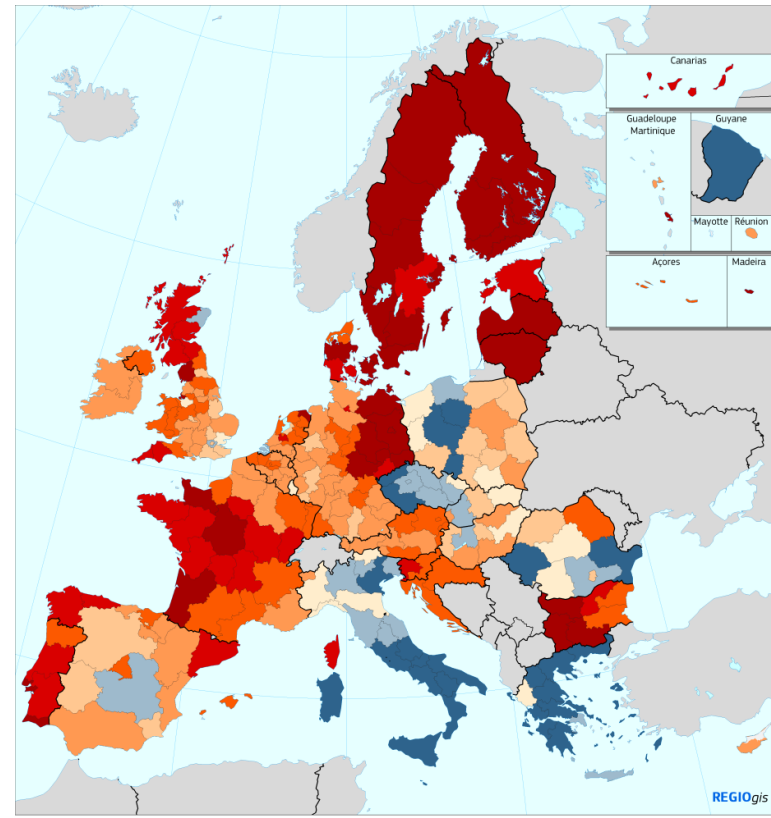 Canarias
Guadeloupe
Martinique
Guyane
Mayotte
Réunion
Açores
Madeira
REGIOgis